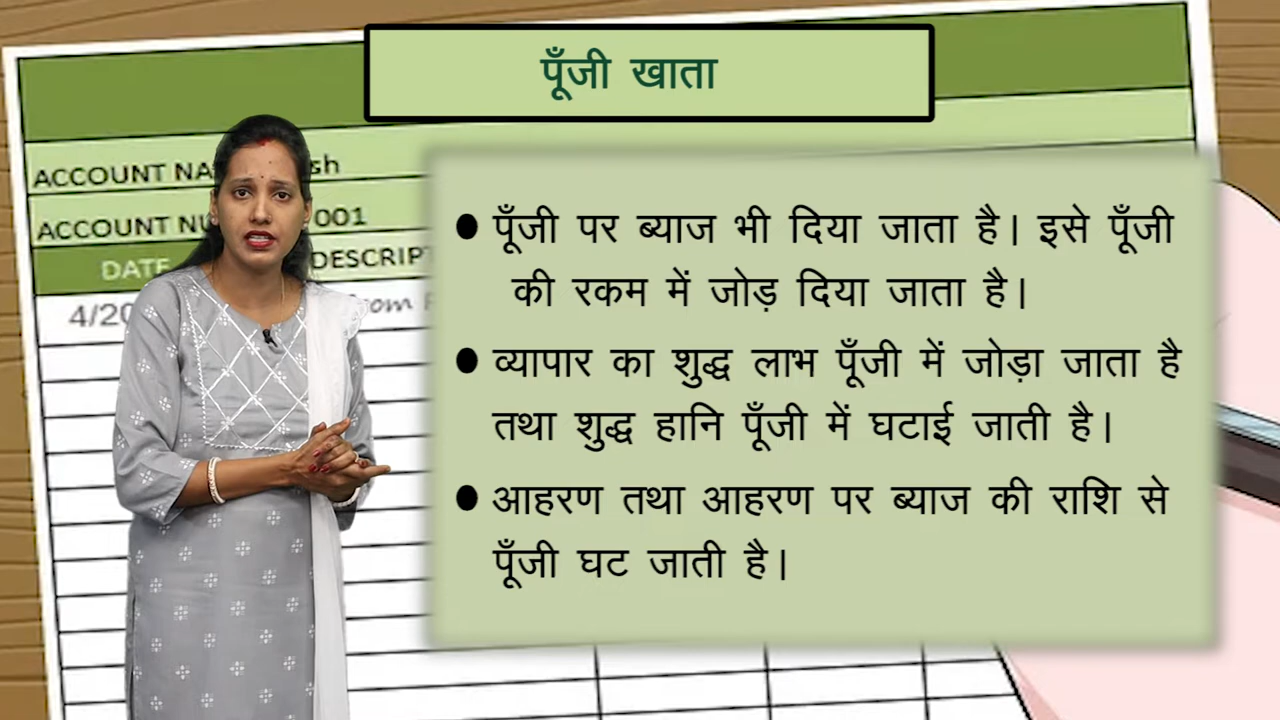 पूँजी खाता
ACCOUNT NA sh
ACCOUNT NU 001
DATE DESCRIPT
4/20 from
● पूँजी पर ब्याज भी दिया जाता है। इसे पूँजी
की रकम में जोड़ दिया जाता है।
● व्यापार का शुद्ध लाभ पूँजी में जोड़ा जाता है
तथा शुद्ध हानि पूँजी में घटाई जाती है।
● आहरण तथा आहरण पर ब्याज की राशि से
पूँजी घट जाती है।